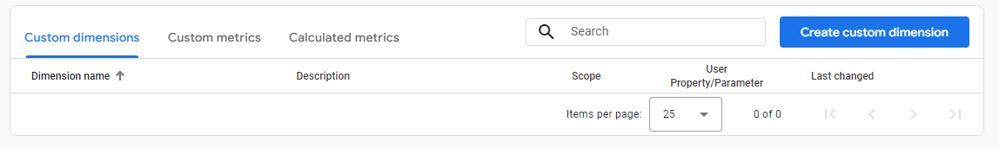 Custom dimensions Custom metrics Calculated metrics Search Create custom dimension
Dimension name Description Scope User Property/Parameter Last changed
Items per page: 25 0 of 0